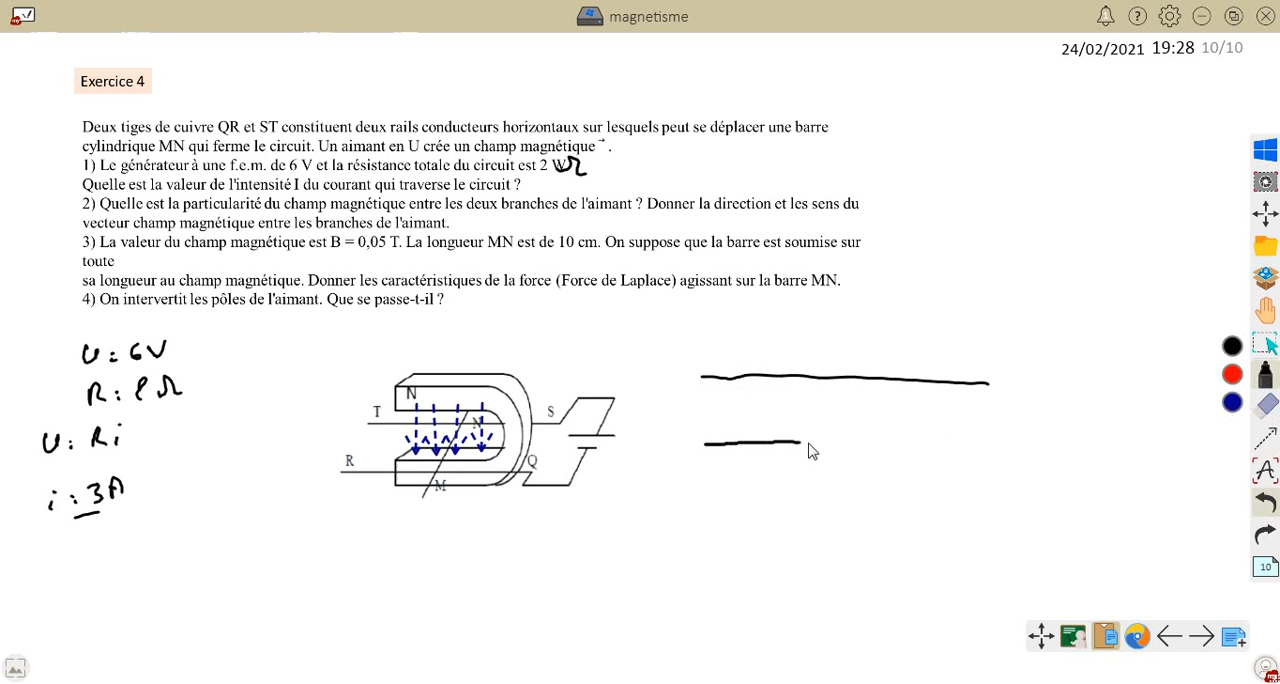 magnetisme
24/02/2021 19:28 10/10
Exercice 4
Deux tiges de cuivre QR et ST constituent deux rails conducteurs horizontaux sur lesquels peut se déplacer une barre
cylindrique MN qui ferme le circuit. Un aimant en U crée un champ magnétique → .
1) Le générateur à une f.e.m. de 6 V et la résistance totale du circuit est 2 Ω
Quelle est la valeur de l'intensité I du courant qui traverse le circuit ?
2) Quelle est la particularité du champ magnétique entre les deux branches de l'aimant ? Donner la direction et les sens du
vecteur champ magnétique entre les branches de l'aimant.
3) La valeur du champ magnétique est B = 0,05 T. La longueur MN est de 10 cm. On suppose que la barre est soumise sur
toute
sa longueur au champ magnétique. Donner les caractéristiques de la force (Force de Laplace) agissant sur la barre MN.
4) On intervertit les pôles de l'aimant. Que se passe-t-il ?
U : 6V
R : 2 Ω
U : Ri
i : 3A
N
T
N
S
R
Q
M
A
10